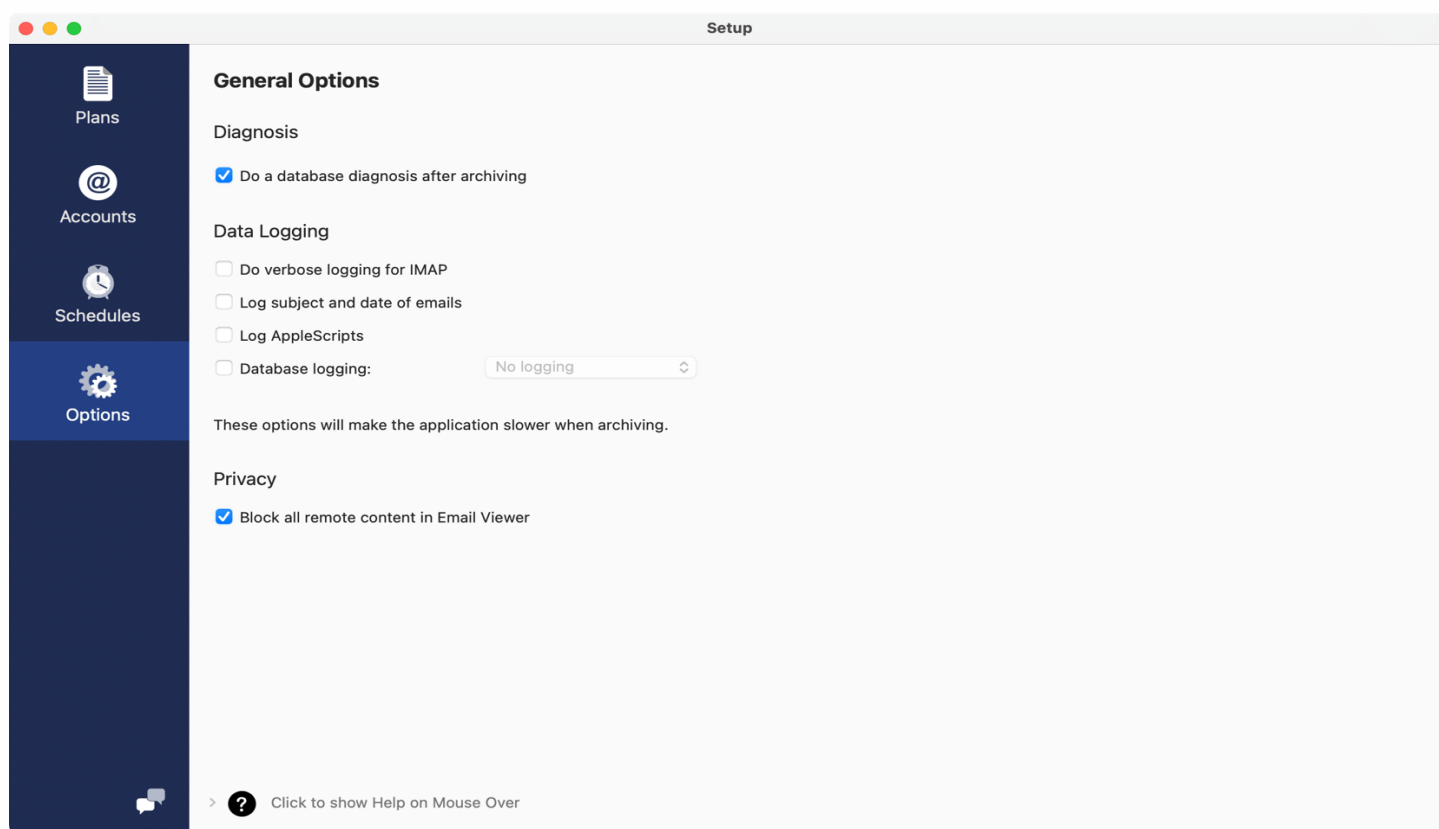 Setup
Plans
Accounts
Schedules
Options
General Options
Diagnosis
Do a database diagnosis after archiving
Data Logging
Do verbose logging for IMAP
Log subject and date of emails
Log AppleScripts
Database logging: No logging
These options will make the application slower when archiving.
Privacy
Block all remote content in Email Viewer
? Click to show Help on Mouse Over